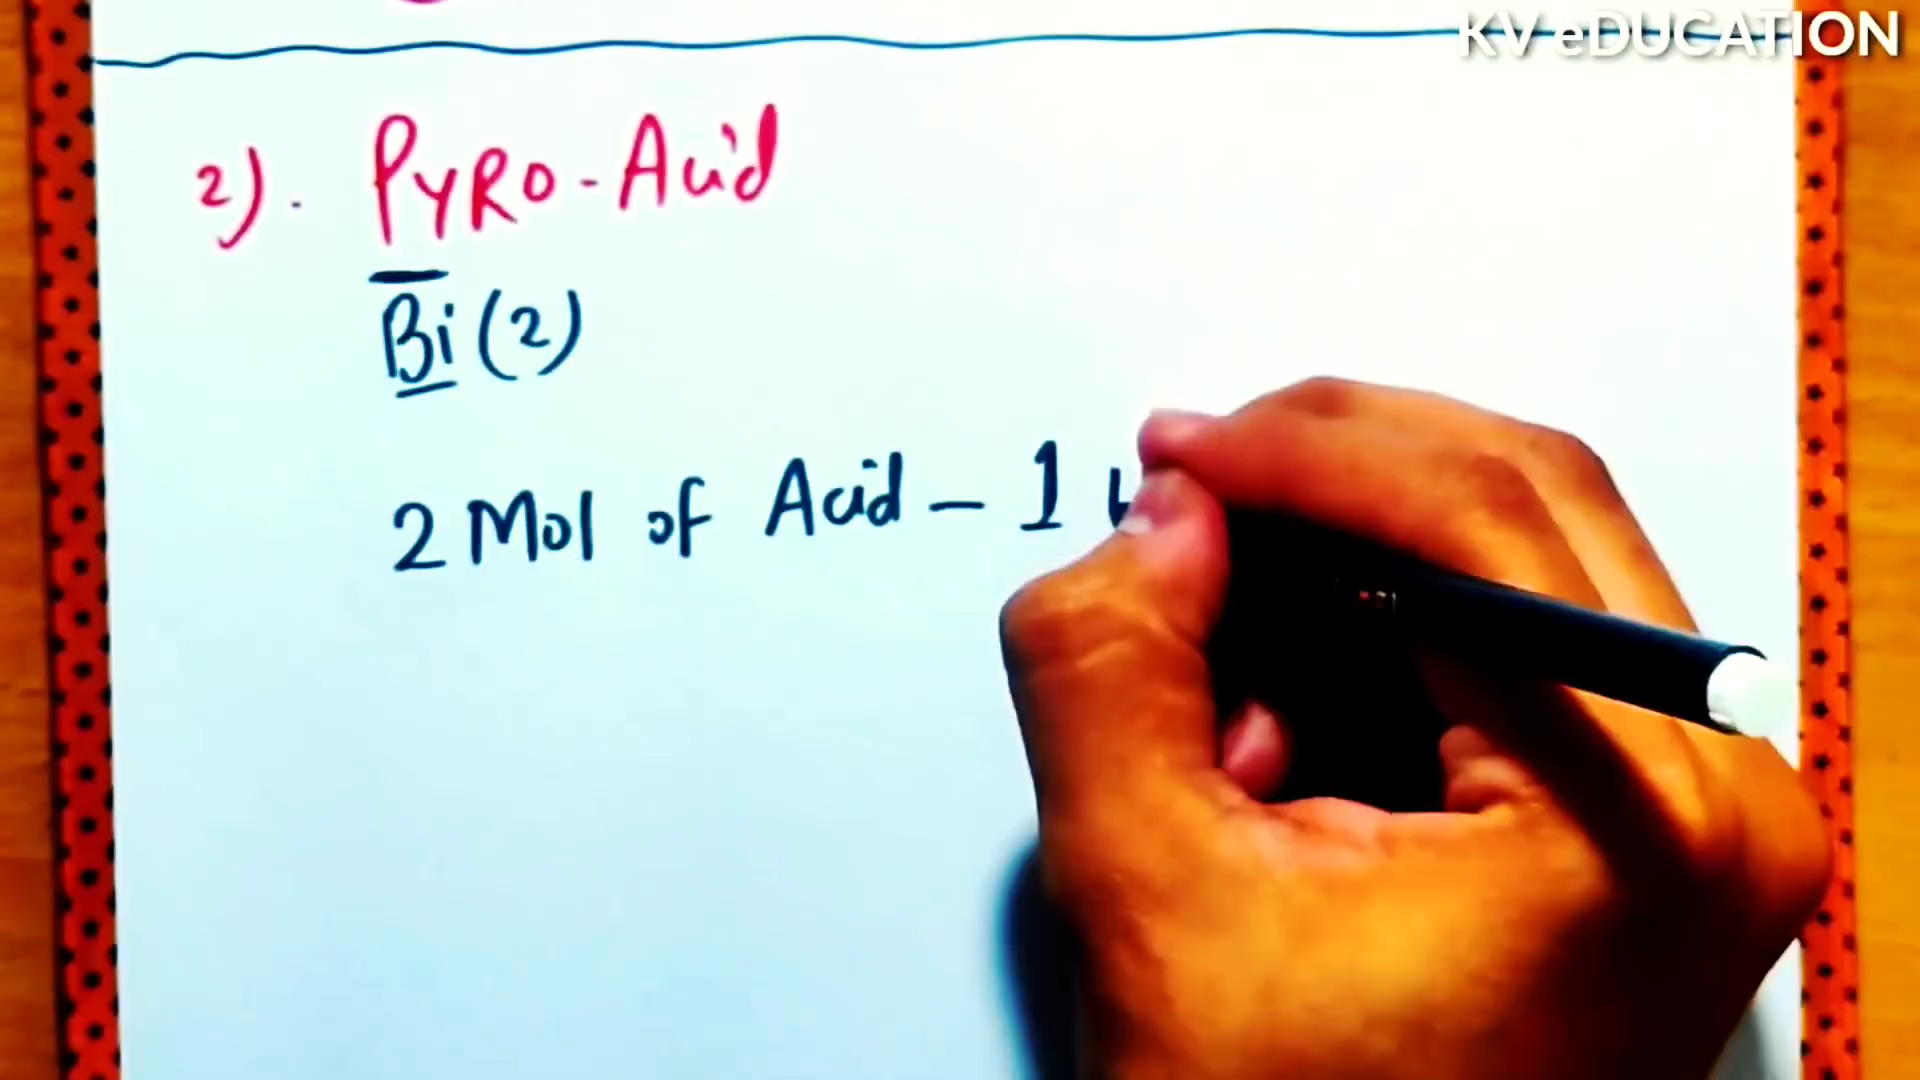 KV eDUCATION
2). PYRO-Acid
Bi (2)
2 Mol of Acid - 1